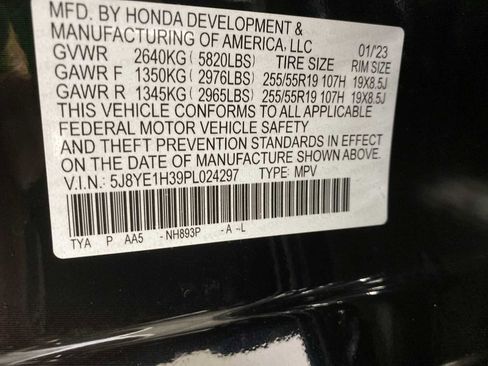 MFD. BY HONDA DEVELOPMENT &
MANUFACTURING OF AMERICA, LLC 01/'23
GVWR 2640KG (5820LBS) TIRE SIZE RIM SIZE
GAWR F 1350KG (2976LBS) 255/55R19 107H 19X8.5J
GAWR R 1345KG (2965LBS) 255/55R19 107H 19X8.5J
THIS VEHICLE CONFORMS TO ALL APPLICABLE
FEDERAL MOTOR VEHICLE SAFETY
AND THEFT PREVENTION STANDARDS IN EFFECT
ON THE DATE OF MANUFACTURE SHOWN ABOVE.
V.I.N.: 5J8YE1H39PL024297 TYPE: MPV
TYA P AA5 -NH893P -A -L